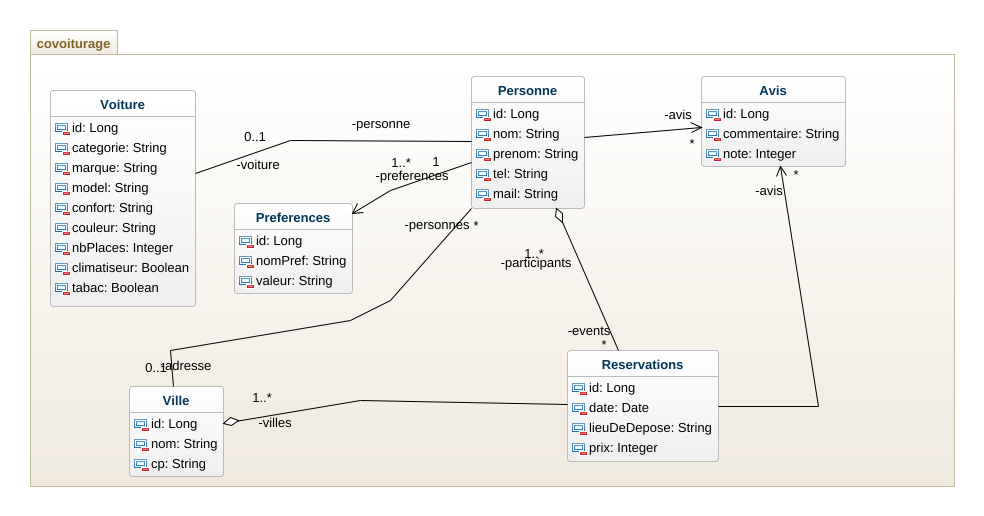 covoiturage
Voiture
id: Long
categorie: String
marque: String
model: String
confort: String
couleur: String
nbPlaces: Integer
climatiseur: Boolean
tabac: Boolean
0..1
-voiture
-personne
Personne
id: Long
nom: String
prenom: String
tel: String
mail: String
1..*
1
-preferences
Preferences
id: Long
nomPref: String
valeur: String
-avis
*
Avis
id: Long
commentaire: String
note: Integer
*
-avis
-personnes *
1..*
-participants
-events
*
Reservations
id: Long
date: Date
lieuDeDepose: String
prix: Integer
0..1
-adresse
Ville
id: Long
nom: String
cp: String
1..*
-villes